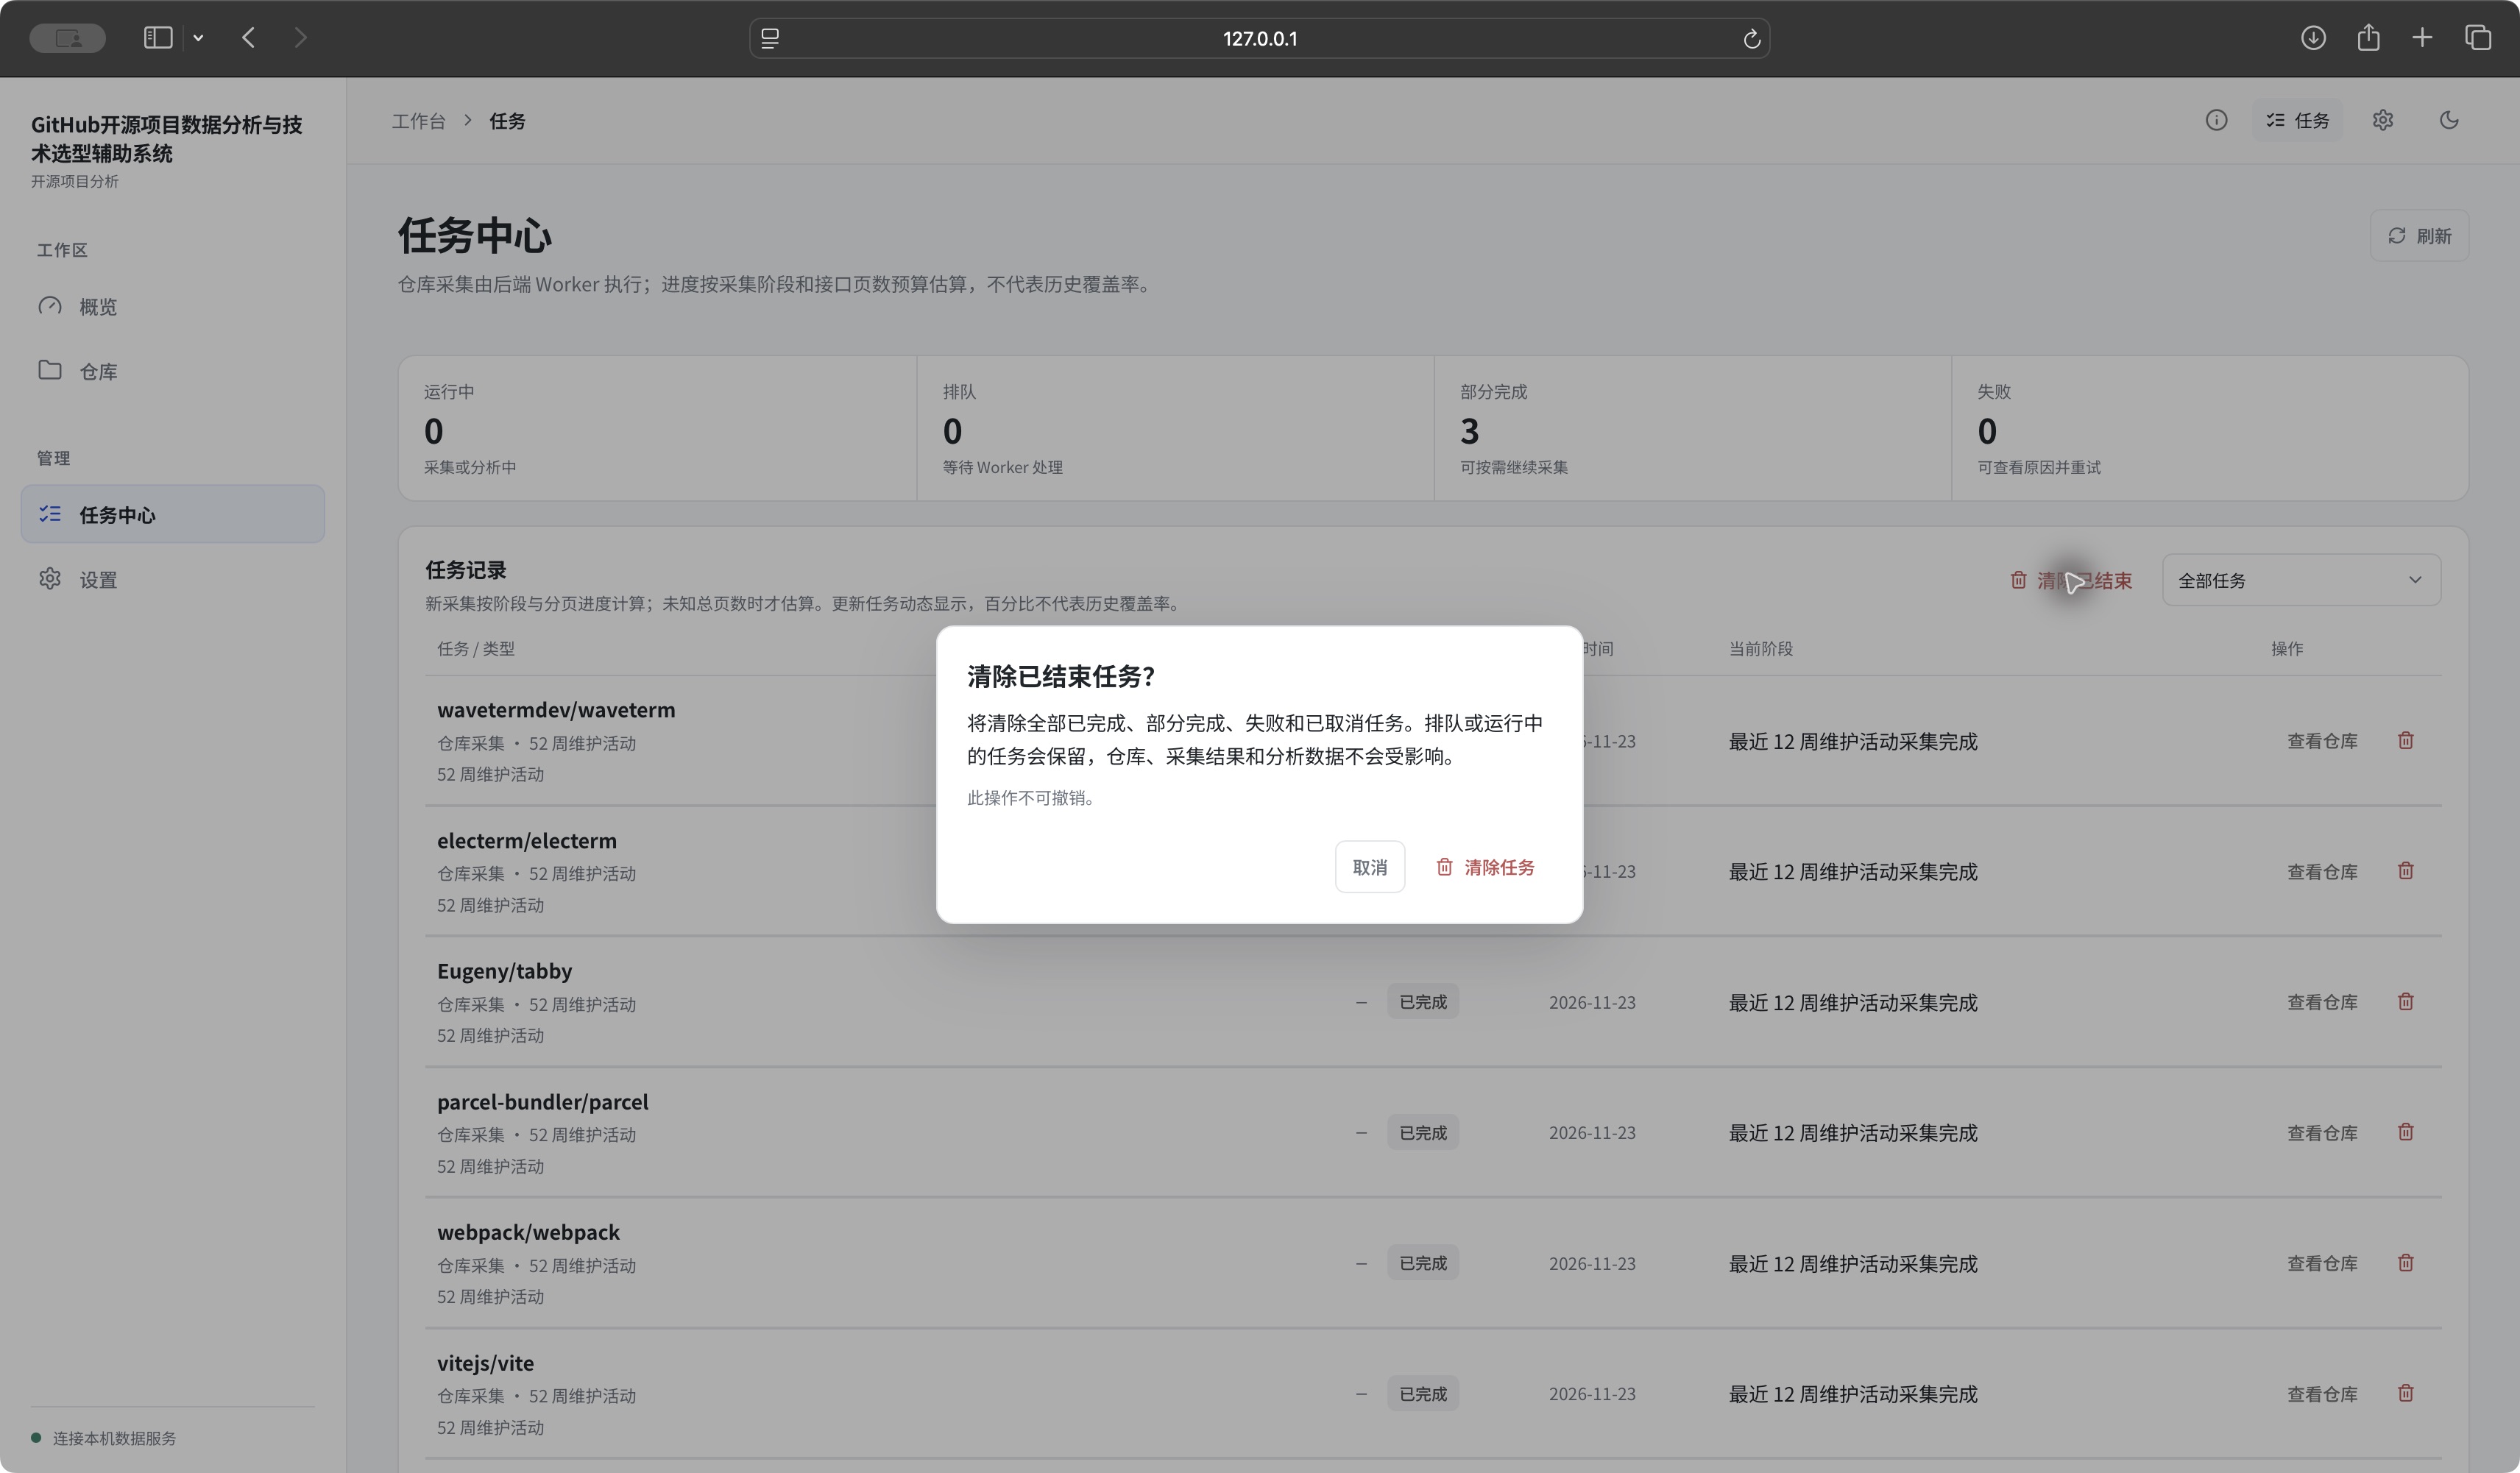 127.0.0.1
GitHub开源项目数据分析与技
术选型辅助系统
开源项目分析
工作区
概览
仓库
管理
任务中心
设置
连接本机数据服务
工作台 > 任务
任务
任务中心
刷新
仓库采集由后端 Worker 执行；进度按采集阶段和接口页数预算估算，不代表历史覆盖率。
运行中
0
采集或分析中
排队
0
等待 Worker 处理
部分完成
3
可按需继续采集
失败
0
可查看原因并重试
任务记录
新采集按阶段与分页进度计算；未知总页数时才估算。更新任务动态显示，百分比不代表历史覆盖率。
清除已结束
全部任务
任务 / 类型
时间
当前阶段
操作
wavetermdev/waveterm
仓库采集 · 52 周维护活动
52 周维护活动
-11-23
最近 12 周维护活动采集完成
查看仓库
electerm/electerm
仓库采集 · 52 周维护活动
52 周维护活动
-11-23
最近 12 周维护活动采集完成
查看仓库
Eugeny/tabby
仓库采集 · 52 周维护活动
52 周维护活动
— 已完成
2026-11-23
最近 12 周维护活动采集完成
查看仓库
parcel-bundler/parcel
仓库采集 · 52 周维护活动
52 周维护活动
— 已完成
2026-11-23
最近 12 周维护活动采集完成
查看仓库
webpack/webpack
仓库采集 · 52 周维护活动
52 周维护活动
— 已完成
2026-11-23
最近 12 周维护活动采集完成
查看仓库
vitejs/vite
仓库采集 · 52 周维护活动
52 周维护活动
— 已完成
2026-11-23
最近 12 周维护活动采集完成
查看仓库
清除已结束任务？
将清除全部已完成、部分完成、失败和已取消任务。排队或运行中
的任务会保留，仓库、采集结果和分析数据不会受影响。
此操作不可撤销。
取消
清除任务